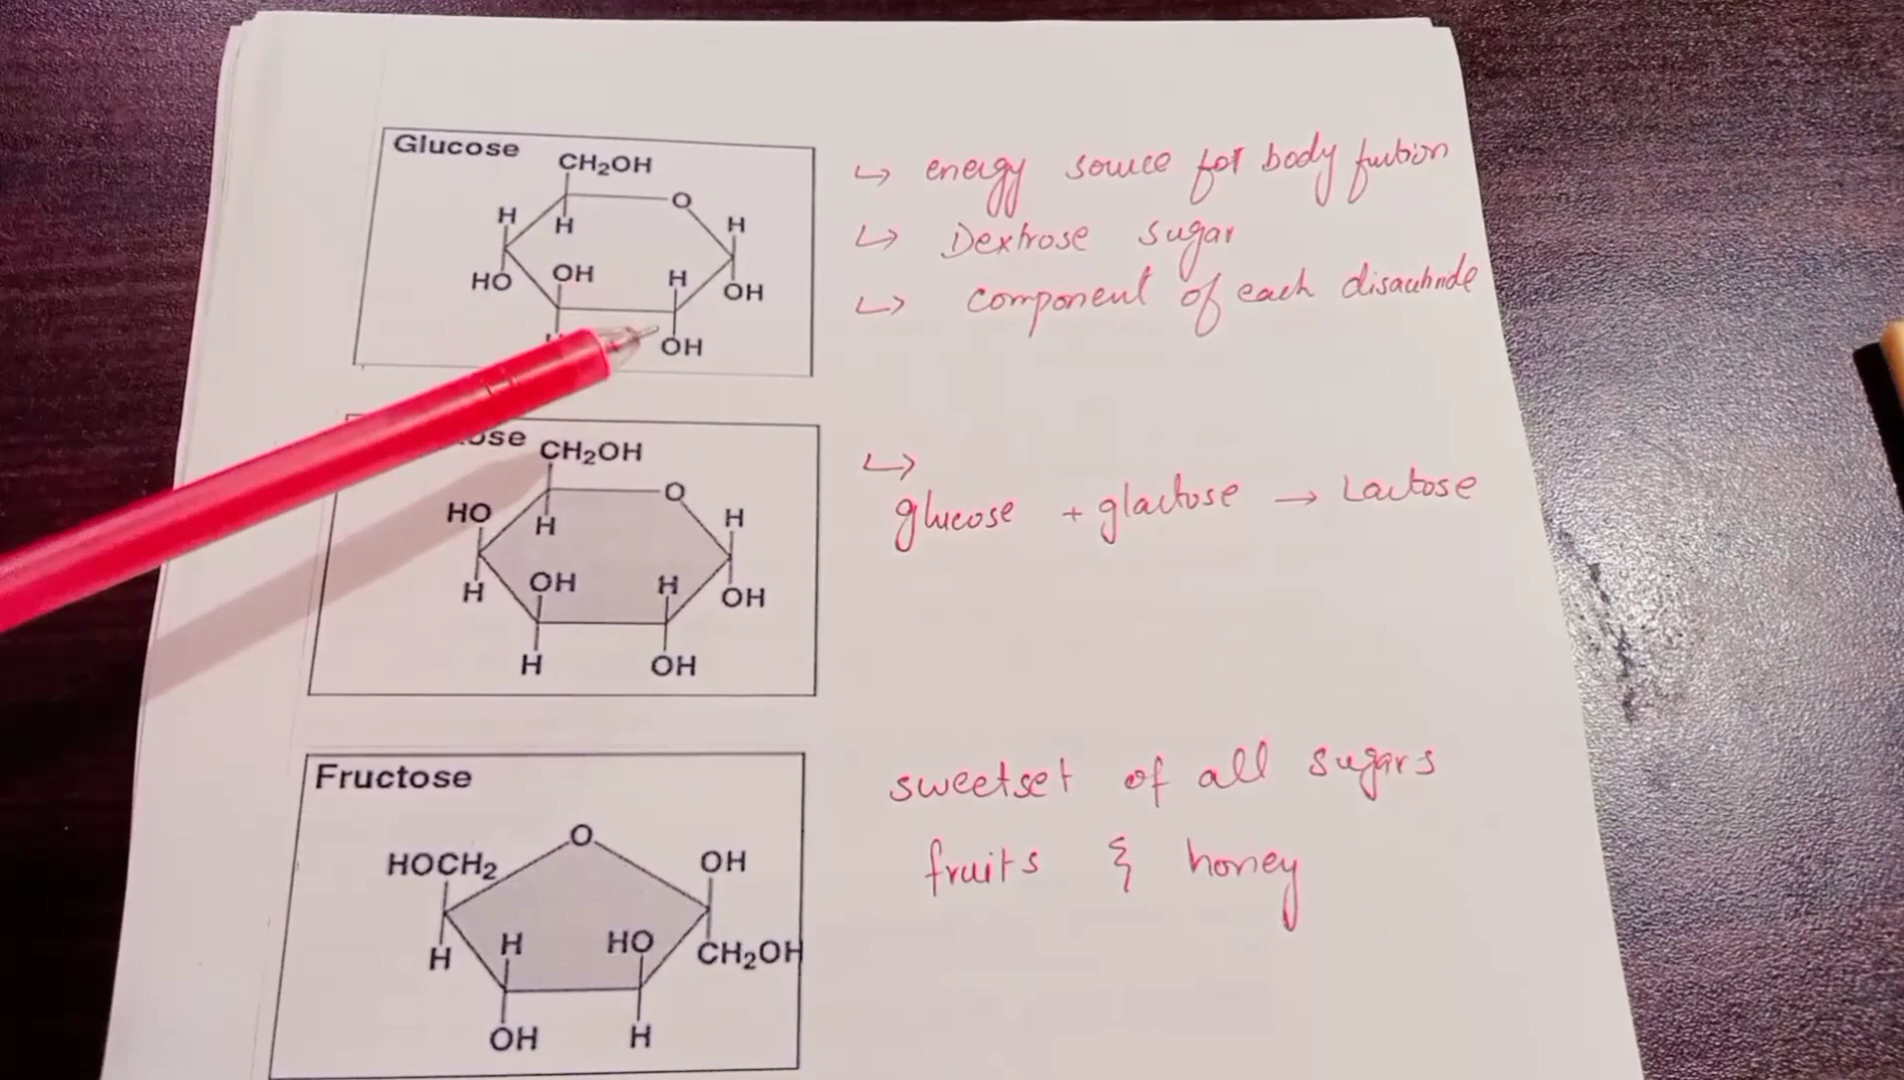 Glucose
CH₂OH
O
H
H
H
HO
OH
H
OH
OH
↳ energy souce for body fution
↳ Dextrose sugar
↳ component of each
ose
CH₂OH
O
HO
H
H
H
OH
H
OH
H
OH
↳
glucose + glactose → Lactose
Fructose
O
HOCH₂
OH
H
H
HO
CH₂OH
OH
H
sweetset of all sugars
fruits & honey